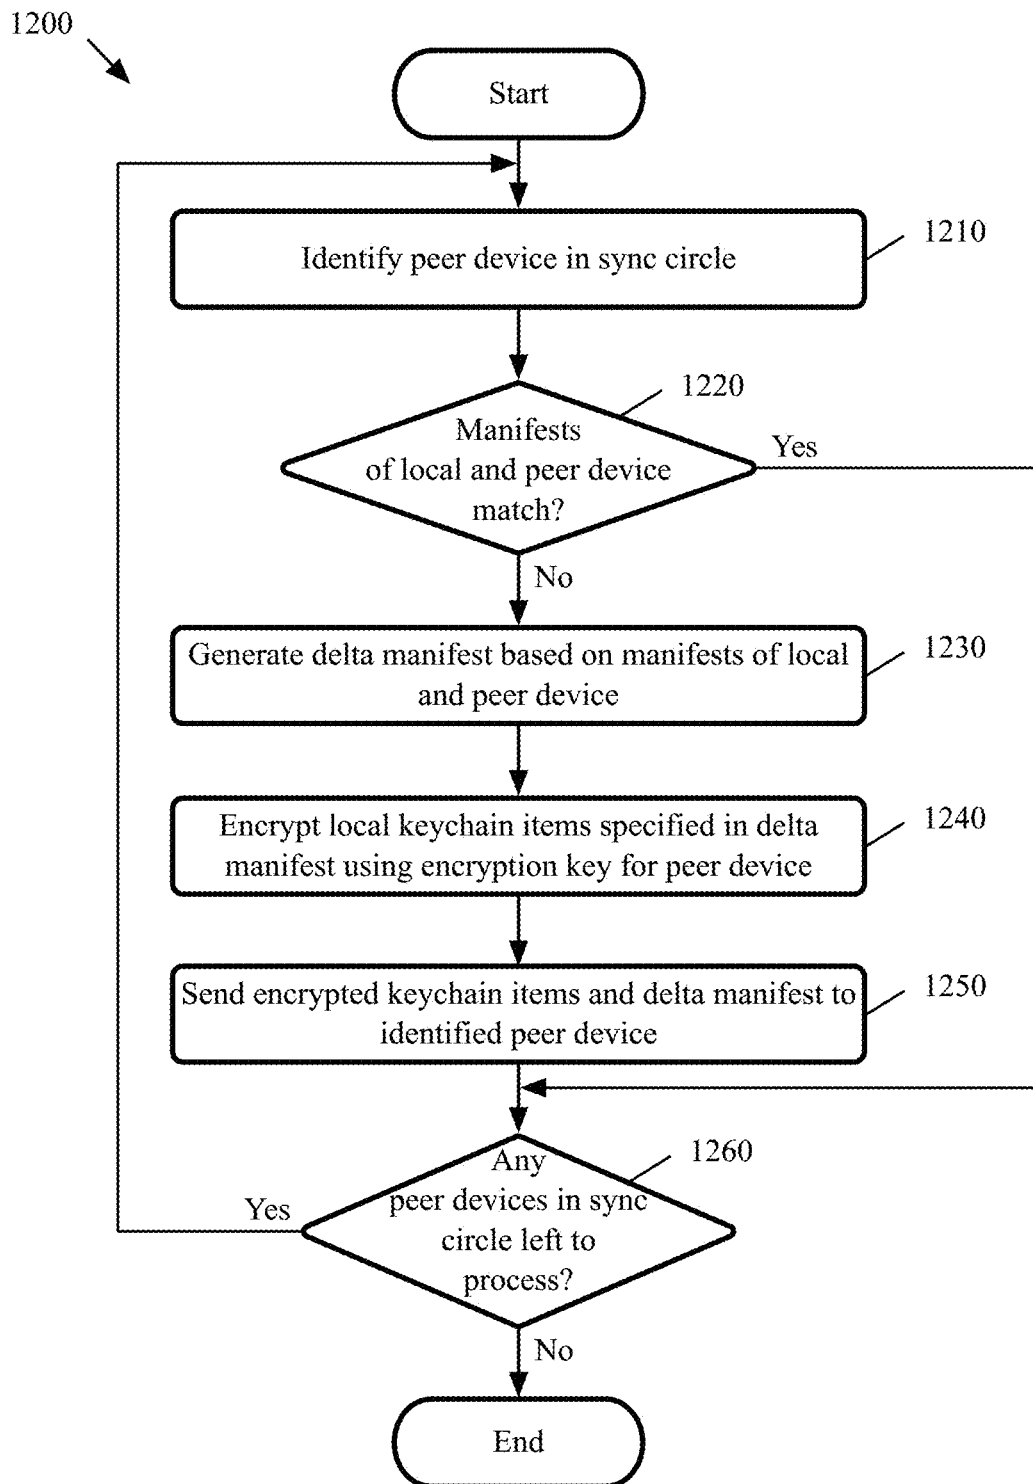 1200
Start
Identify peer device in sync circle
1210
1220
Manifests
of local and peer device
match?
Yes
No
Generate delta manifest based on manifests of local
and peer device
1230
Encrypt local keychain items specified in delta
manifest using encryption key for peer device
1240
Send encrypted keychain items and delta manifest to
identified peer device
1250
1260
Any
peer devices in sync
circle left to
process?
Yes
No
End